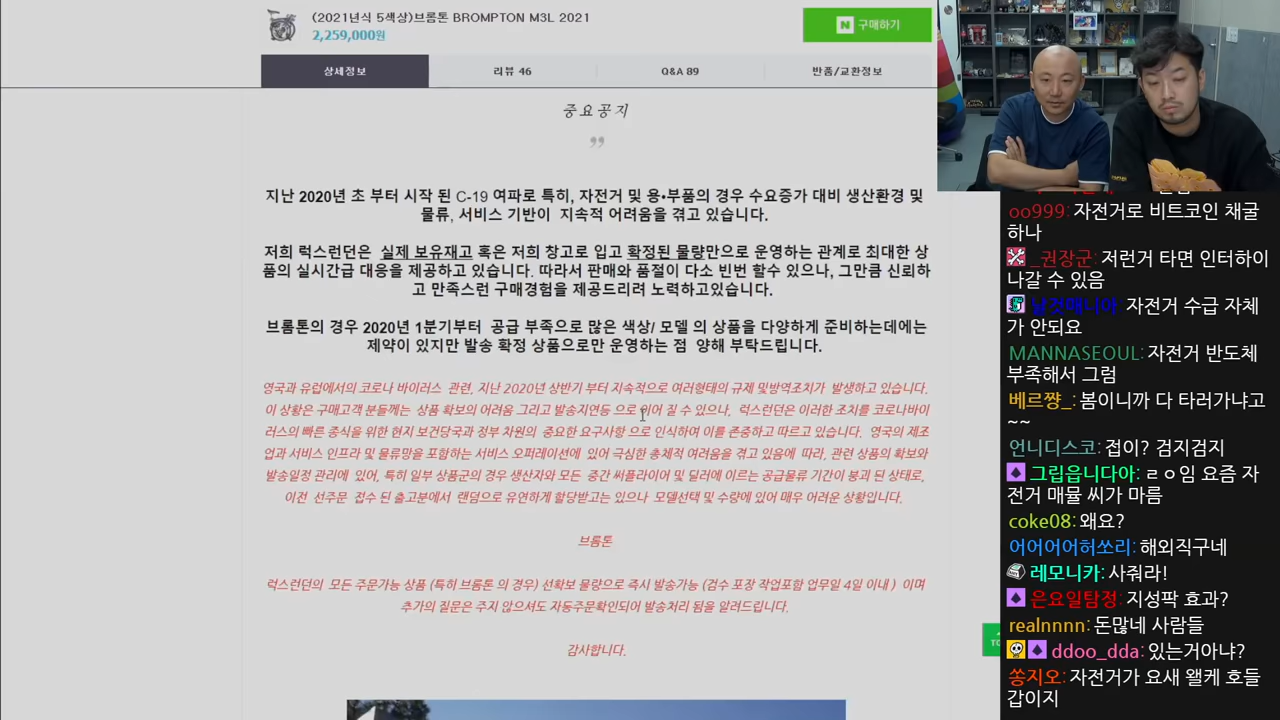 (2021년식 5색상)브롬톤 BROMPTON M3L 2021
2,259,000원
N 구매하기
상세정보
리뷰 46
Q&A 89
반품/교환정보
중요공지
”
지난 2020년 초 부터 시작 된 C-19 여파로 특히, 자전거 및 용•부품의 경우 수요증가 대비 생산환경 및
물류, 서비스 기반이 지속적 어려움을 겪고 있습니다.
저희 럭스런던은 실제 보유재고 혹은 저희 창고로 입고 확정된 물량만으로 운영하는 관계로 최대한 상
품의 실시간급 대응을 제공하고 있습니다. 따라서 판매와 품절이 다소 빈번 할수 있으나, 그만큼 신뢰하
고 만족스런 구매경험을 제공드리려 노력하고있습니다.
브롬톤의 경우 2020년 1분기부터 공급 부족으로 많은 색상/ 모델 의 상품을 다양하게 준비하는데에는
제약이 있지만 발송 확정 상품으로만 운영하는 점 양해 부탁드립니다.
영국과 유럽에서의 코로나 바이러스 관련, 지난 2020년 상반기 부터 지속적으로 여러형태의 규제 및방역조치가 발생하고 있습니다.
이 상황은 구매고객 분들께는 상품 확보의 어려움 그리고 발송지연등 으로 이어 질 수 있으나, 럭스런던은 이러한 조치를 코로나바이
러스의 빠른 종식을 위한 현지 보건당국과 정부 차원의 중요한 요구사항 으로 인식하여 이를 존중하고 따르고 있습니다. 영국의 제조
업과 서비스 인프라 및 물류망을 포함하는 서비스 오퍼레이션에 있어 극심한 총체적 여러움을 겪고 있음에 따라, 관련 상품의 확보와
발송일정 관리에 있어, 특히 일부 상품군의 경우 생산자와 모든 중간 써플라이어 및 딜러에 이르는 공급물류 기간이 붕괴 된 상태로,
이전 선주문 접수 된 출고분에서 랜덤으로 유연하게 할당받고는 있으나 모델선택 및 수량에 있어 매우 어려운 상황입니다.
브롬톤
럭스런던의 모든 주문가능 상품 (특히 브롬톤 의 경우) 선확보 물량으로 즉시 발송가능 (검수 포장 작업포함 업무일 4일 이내 ) 이며
추가의 질문은 주지 않으셔도 자동주문확인되어 발송처리 됨을 알려드립니다.
감사합니다.
oo999: 자전거로 비트코인 채굴
하나
_권장군: 저런거 타면 인터하이
나갈 수 있음
날것매니아: 자전거 수급 자체
가 안되요
MANNASEOUL: 자전거 반도체
부족해서 그럼
베르쨩_: 봄이니까 다 타러가냐고
~~
언니디스코: 접이? 검지검지
그립읍니다아: ㄹㅇ임 요즘 자
전거 매뮬 씨가 마름
coke08: 왜요?
어어어어허쏘리: 해외직구네
레모니카: 사줘라!
은요일탐정: 지성팍 효과?
realnnnn: 돈많네 사람들
ddoo_dda: 있는거아냐?
쏭지오: 자전거가 요새 왤케 호들
갑이지